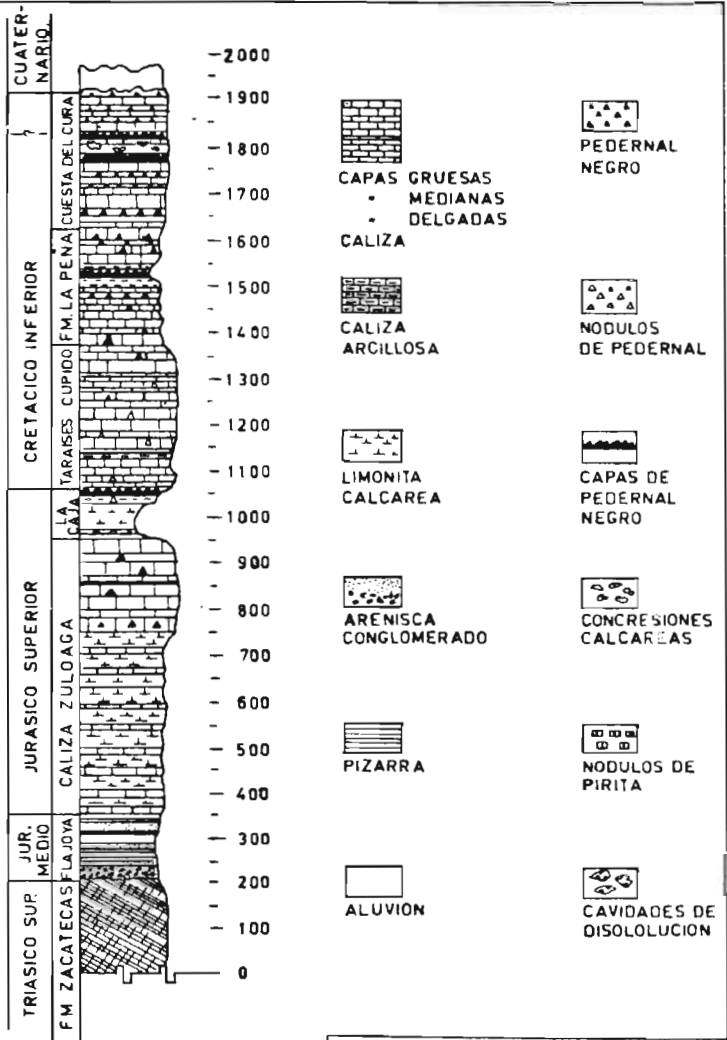 CUATER-
NARIO.
CRETACICO INFERIOR
JURASICO SUPERIOR
JUR.
MEDIO
TRIASICO SUP.
CUESTA DEL CURA
FM. LA PENA
CUPIDO
TARAISES
LA
CAJA
CALIZA ZULOAGA
F LA JOYA
FM ZACATECAS
2000
1900
1800
1700
1600
1500
1400
1300
1200
1100
1000
900
800
700
600
500
400
300
200
100
0
CAPAS GRUESAS
" MEDIANAS
" DELGADAS
CALIZA
CALIZA
ARCILLOSA
LIMONITA
CALCAREA
ARENISCA
CONGLOMERADO
PIZARRA
ALUVION
PEDERNAL
NEGRO
NODULOS
DE PEDERNAL
CAPAS DE
PEDERNAL
NEGRO
CONCRESIONES
CALCAREAS
NODULOS DE
PIRITA
CAVIDADES DE
DISOLOLUCION